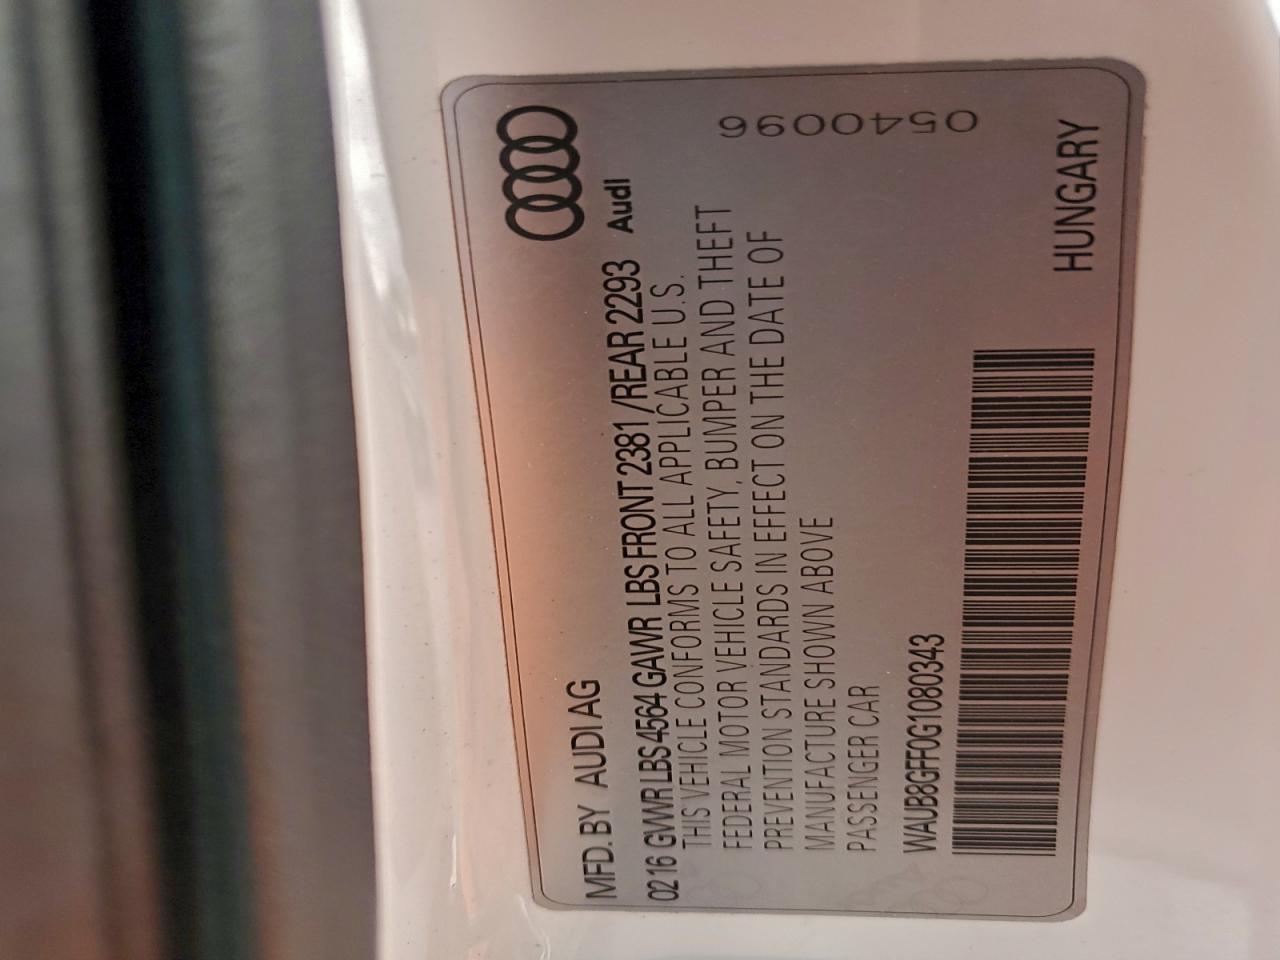 MFD. BY AUDI AG
02 16 GVWR LBS 4564 GAWR LBS FRONT 2381 /REAR 2293 Audi
THIS VEHICLE CONFORMS TO ALL APPLICABLE U.S.
FEDERAL MOTOR VEHICLE SAFETY, BUMPER AND THEFT
PREVENTION STANDARDS IN EFFECT ON THE DATE OF
MANUFACTURE SHOWN ABOVE
PASSENGER CAR
WAUB8GFF0G1080343
HUNGARY
0540096